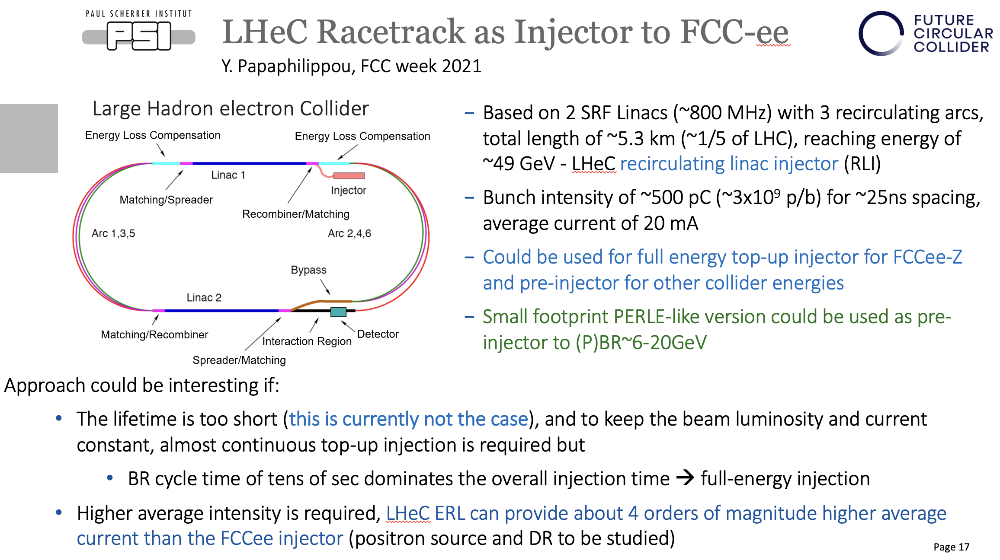 PAUL SCHERRER INSTITUT
PSI
LHeC Racetrack as Injector to FCC-ee
FUTURE
CIRCULAR
COLLIDER
Y. Papaphilippou, FCC week 2021
Large Hadron electron Collider
Energy Loss Compensation
Energy Loss Compensation
Linac 1
Injector
Matching/Spreader
Recombiner/Matching
Arc 1,3,5
Arc 2,4,6
Bypass
Linac 2
Matching/Recombiner
Interaction Region
Detector
Spreader/Matching
– Based on 2 SRF Linacs (~800 MHz) with 3 recirculating arcs,
total length of ~5.3 km (~1/5 of LHC), reaching energy of
~49 GeV - LHeC recirculating linac injector (RLI)
– Bunch intensity of ~500 pC (~3x10⁹ p/b) for ~25ns spacing,
average current of 20 mA
– Could be used for full energy top-up injector for FCCee-Z
and pre-injector for other collider energies
– Small footprint PERLE-like version could be used as pre-
injector to (P)BR~6-20GeV
Approach could be interesting if:
• The lifetime is too short (this is currently not the case), and to keep the beam luminosity and current
constant, almost continuous top-up injection is required but
• BR cycle time of tens of sec dominates the overall injection time → full-energy injection
• Higher average intensity is required, LHeC ERL can provide about 4 orders of magnitude higher average
current than the FCCee injector (positron source and DR to be studied)
Page 17